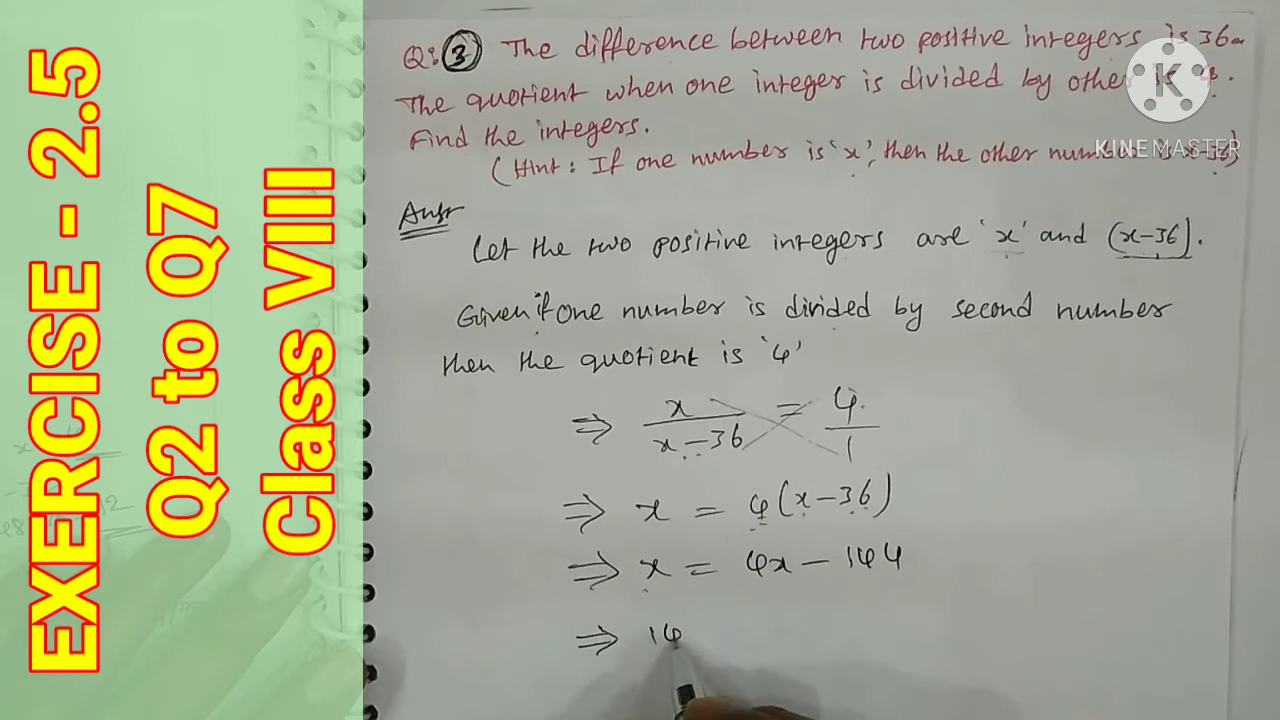 EXERCISE - 2.5
Q2 to Q7
Class VIII
Q: ③ The difference between two positive integers is 36.
The quotient when one integer is divided by other is 4.
Find the integers.
(Hint: If one number is 'x', then the other number is x-36)
KINEMASTER
Ansr
Let the two positive integers are 'x' and (x-36).
Given if one number is divided by second number
then the quotient is '4'
⇒ x/(x-36) = 4/1
⇒ x = 4(x-36)
⇒ x = 4x - 144
⇒ 14